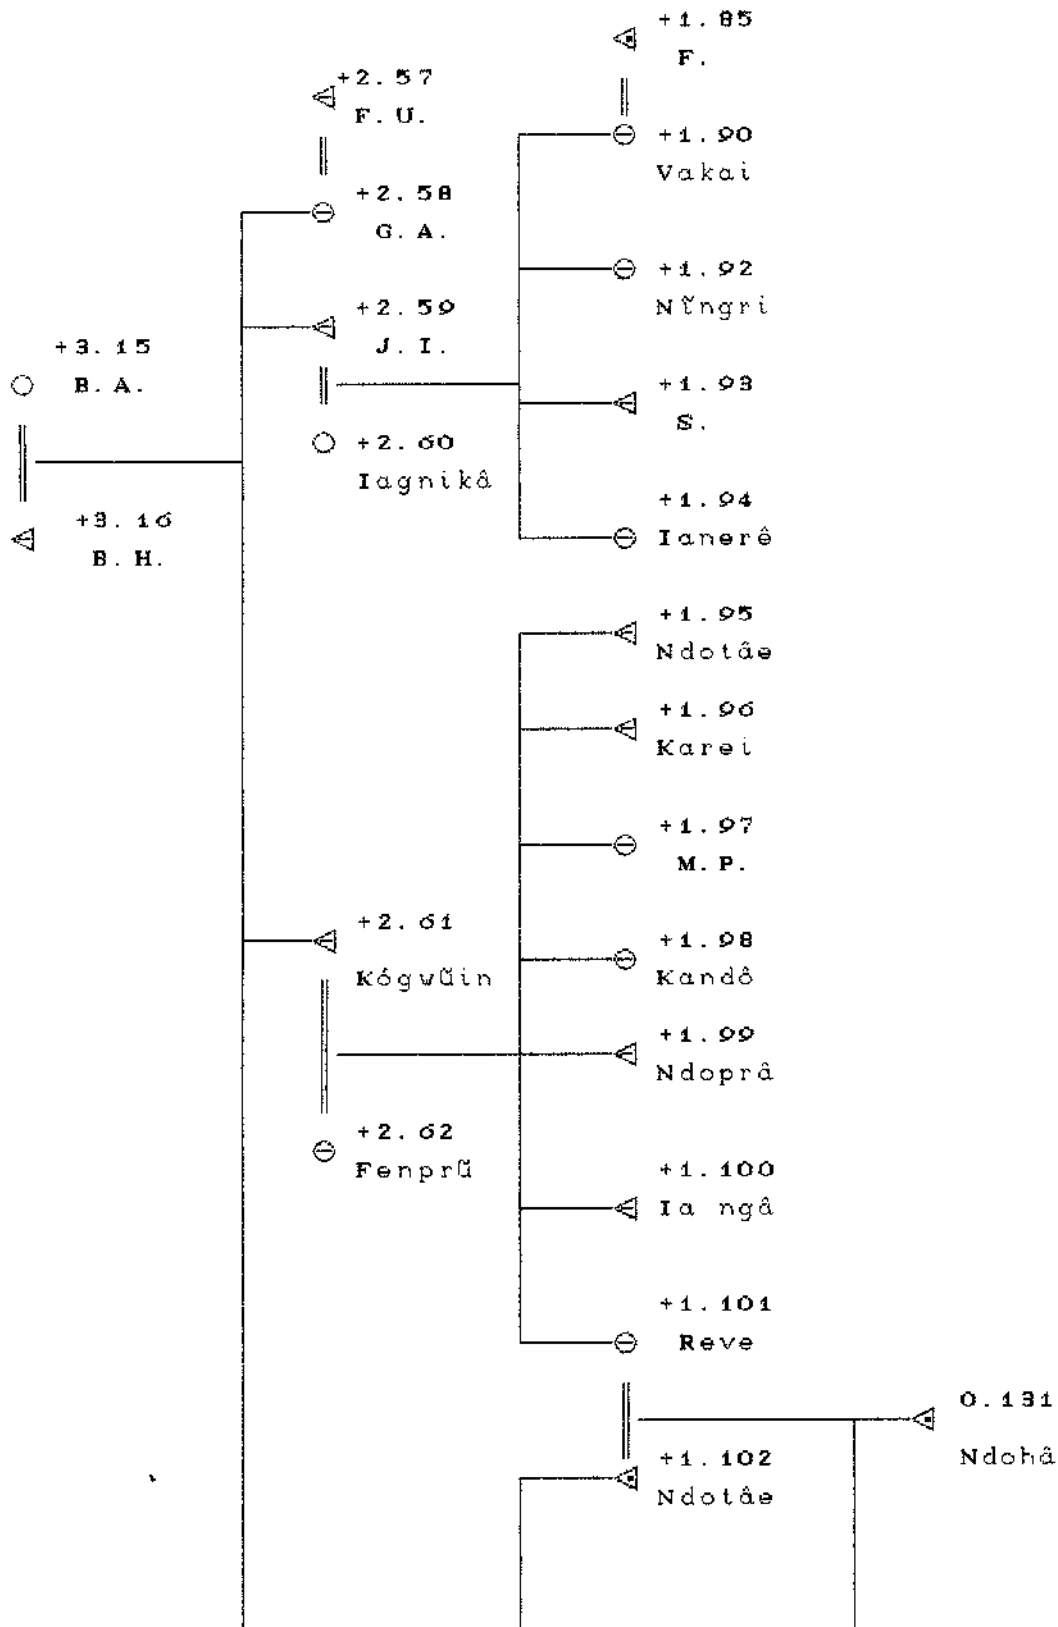 +1.85
F.
+2.57
F.U.
+1.90
Vakai
+2.58
G.A.
+1.92
Nĩngri
+2.59
J.I.
+3.15
B.A.
+1.93
S.
+2.60
Iagnikâ
+3.16
B.H.
+1.94
Ianerê
+1.95
Ndotâe
+1.96
Karei
+1.97
M.P.
+2.61
Kógwũin
+1.98
Kandô
+1.99
Ndoprâ
+2.62
Fenprũ
+1.100
Ia ngâ
+1.101
Reve
0.131
Ndohâ
+1.102
Ndotâe